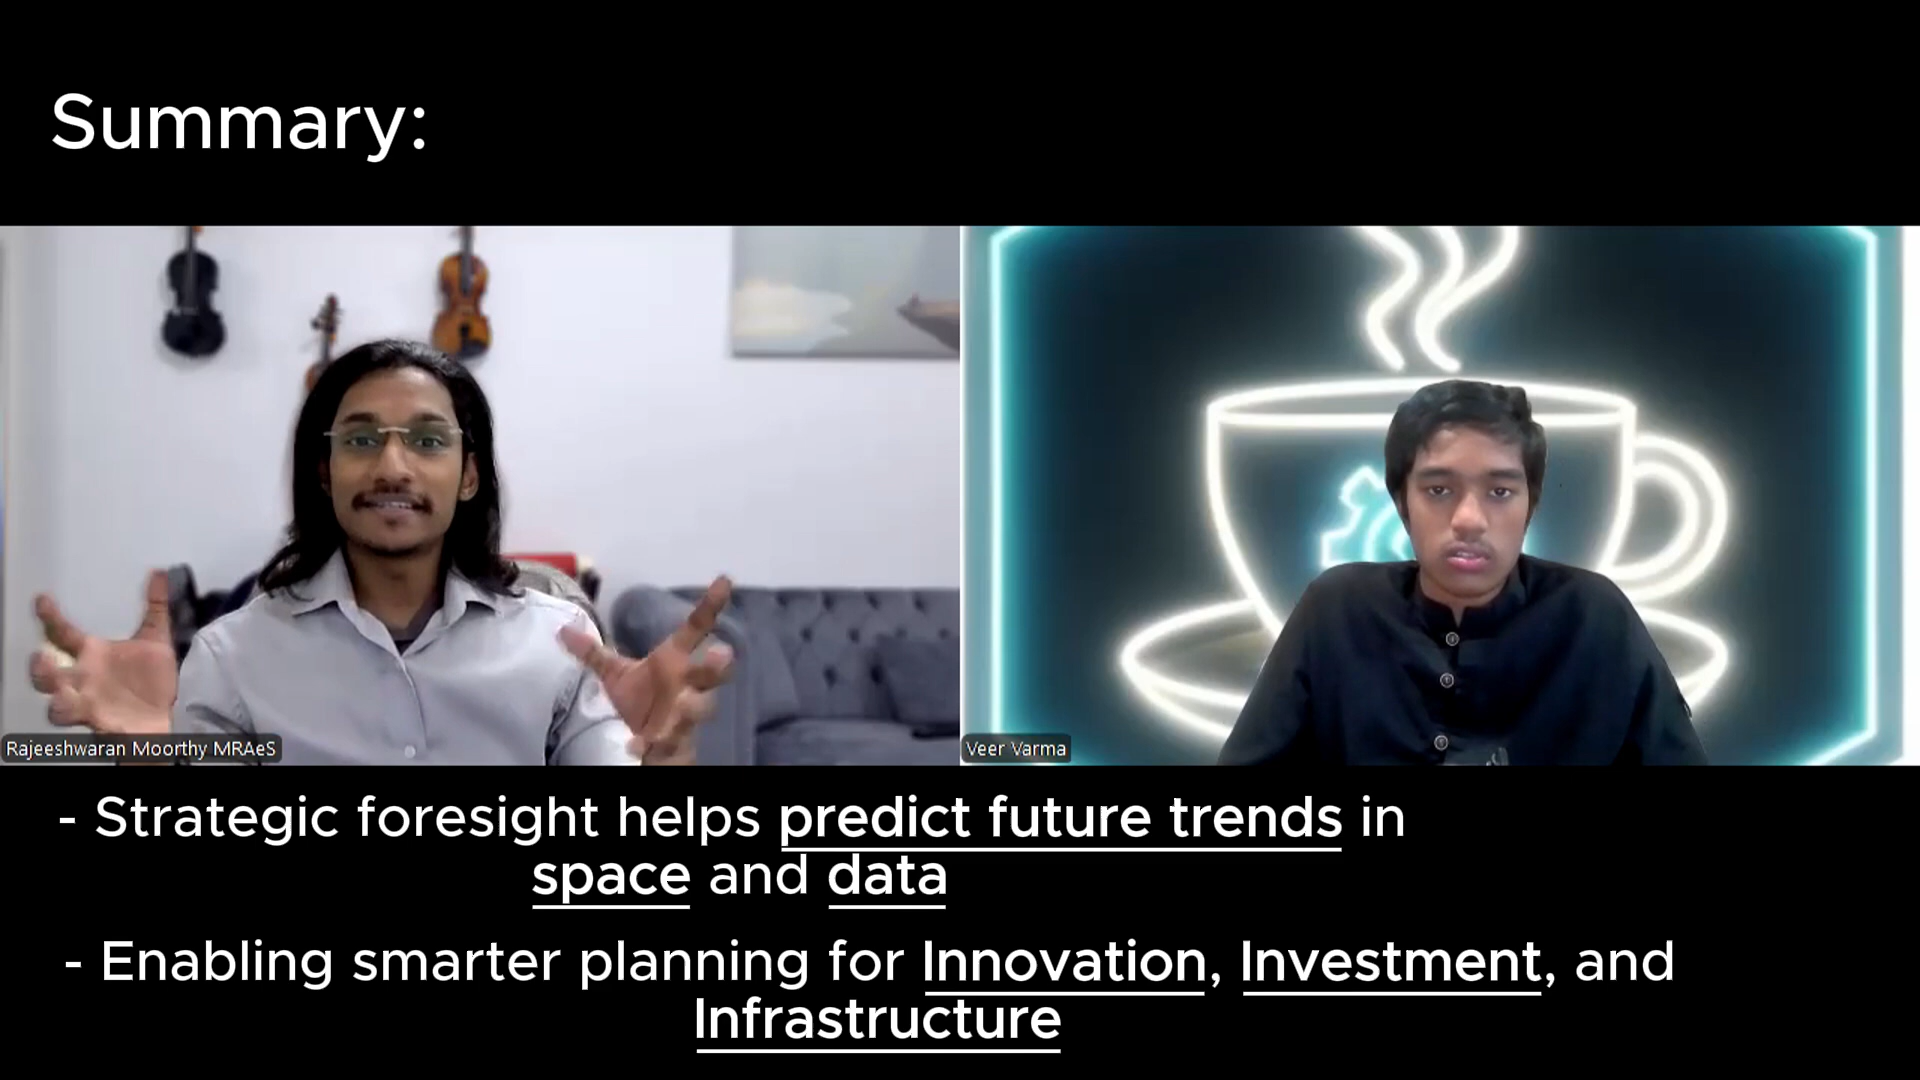 Summary:
Rajeeshwaran Moorthy MRAeS
Veer Varma
- Strategic foresight helps predict future trends in
space and data
- Enabling smarter planning for Innovation, Investment, and
Infrastructure